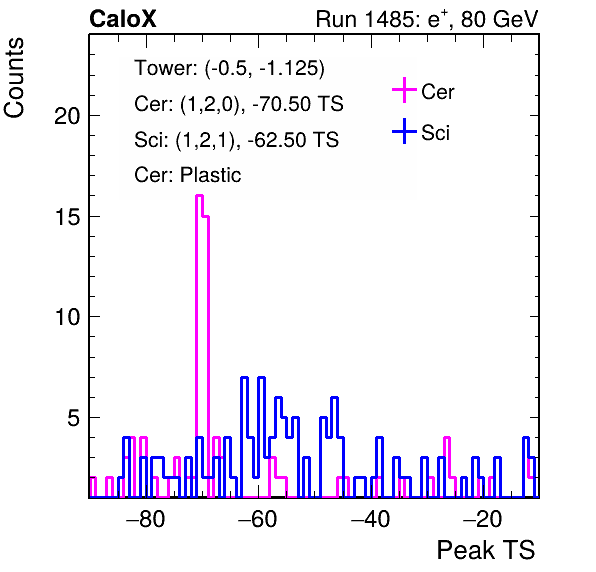 CaloX Run 1485: e⁺, 80 GeV
Counts
Tower: (-0.5, -1.125)
Cer: (1,2,0), -70.50 TS
Sci: (1,2,1), -62.50 TS
Cer: Plastic
Cer
Sci
20
15
10
5
−80 −60 −40 −20
Peak TS